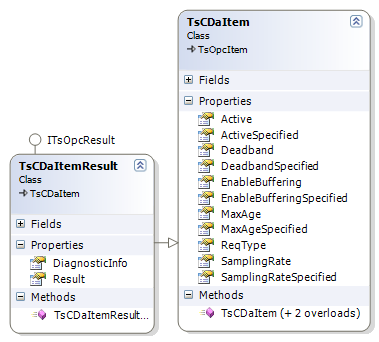 TsCDaItem
Class
TsOpcItem
Fields
Properties
Active
ActiveSpecified
Deadband
DeadbandSpecified
EnableBuffering
EnableBufferingSpecified
MaxAge
MaxAgeSpecified
ReqType
SamplingRate
SamplingRateSpecified
Methods
TsCDaItem (+ 2 overloads)
ITsOpcResult
TsCDaItemResult
Class
TsCDaItem
Fields
Properties
DiagnosticInfo
Result
Methods
TsCDaItemResult...